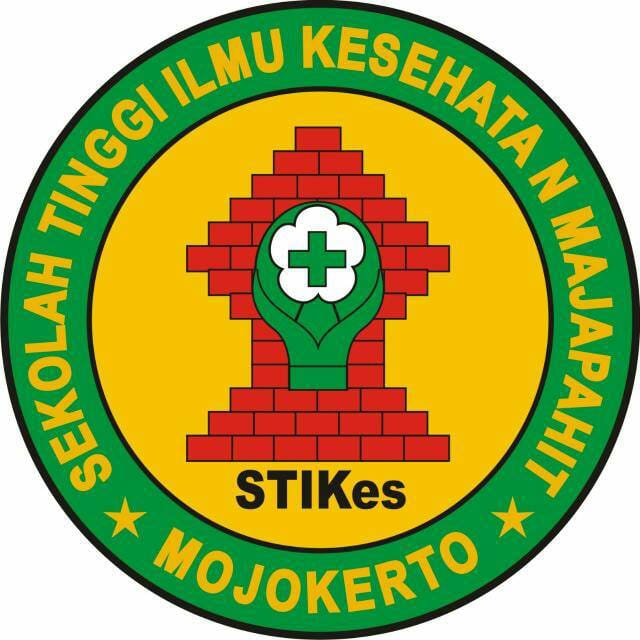 SEKOLAH TINGGI ILMU KESEHATA N MAJAPAHIT
STIKes
MOJOKERTO